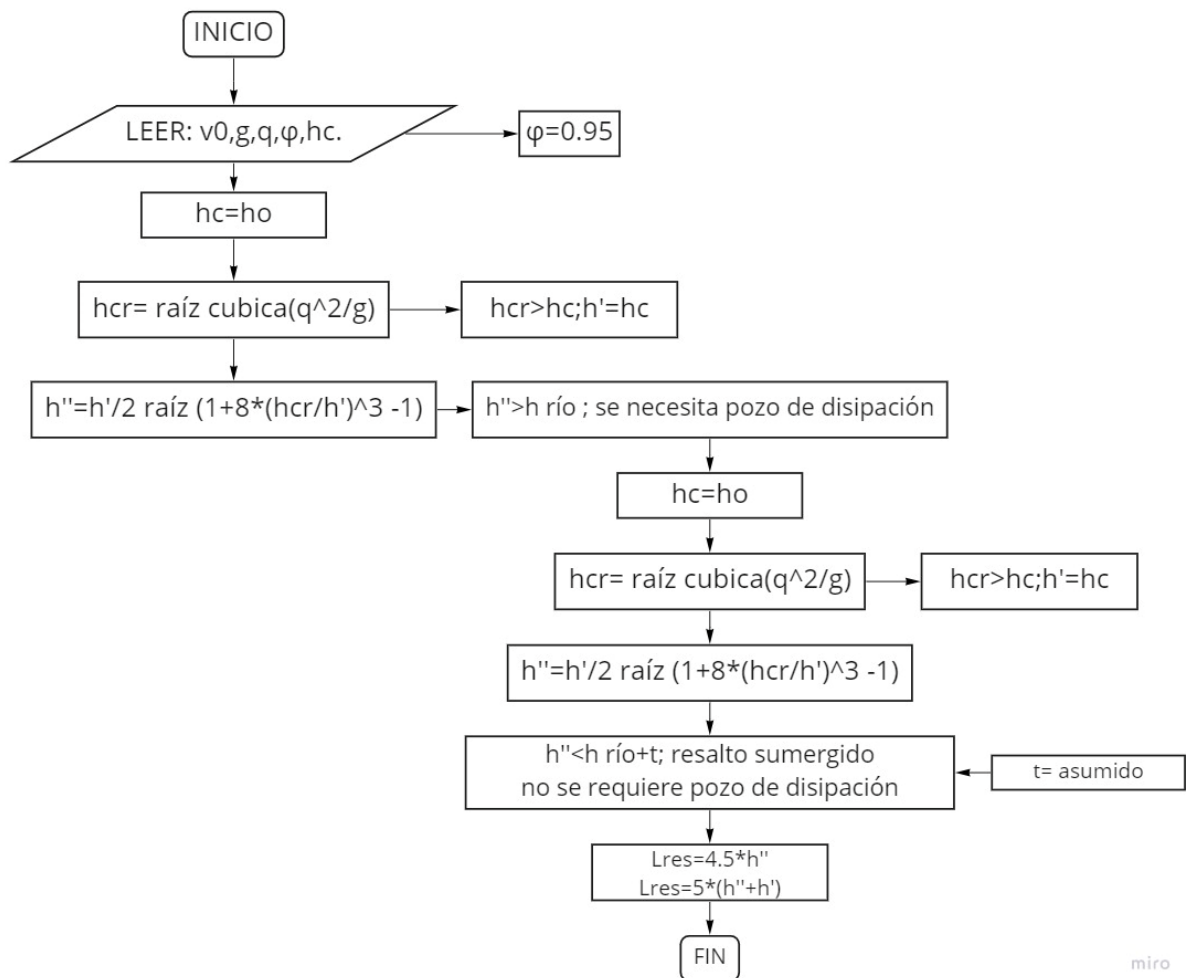 INICIO
LEER: v0,g,q,φ,hc.
φ=0.95
hc=ho
hcr= raíz cubica(q^2/g)
hcr>hc;h'=hc
h''=h'/2 raíz (1+8*(hcr/h')^3 -1)
h''>h río ; se necesita pozo de disipación
hc=ho
hcr= raíz cubica(q^2/g)
hcr>hc;h'=hc
h''=h'/2 raíz (1+8*(hcr/h')^3 -1)
h''<h río+t; resalto sumergido
no se requiere pozo de disipación
t= asumido
Lres=4.5*h''
Lres=5*(h''+h')
FIN
miro